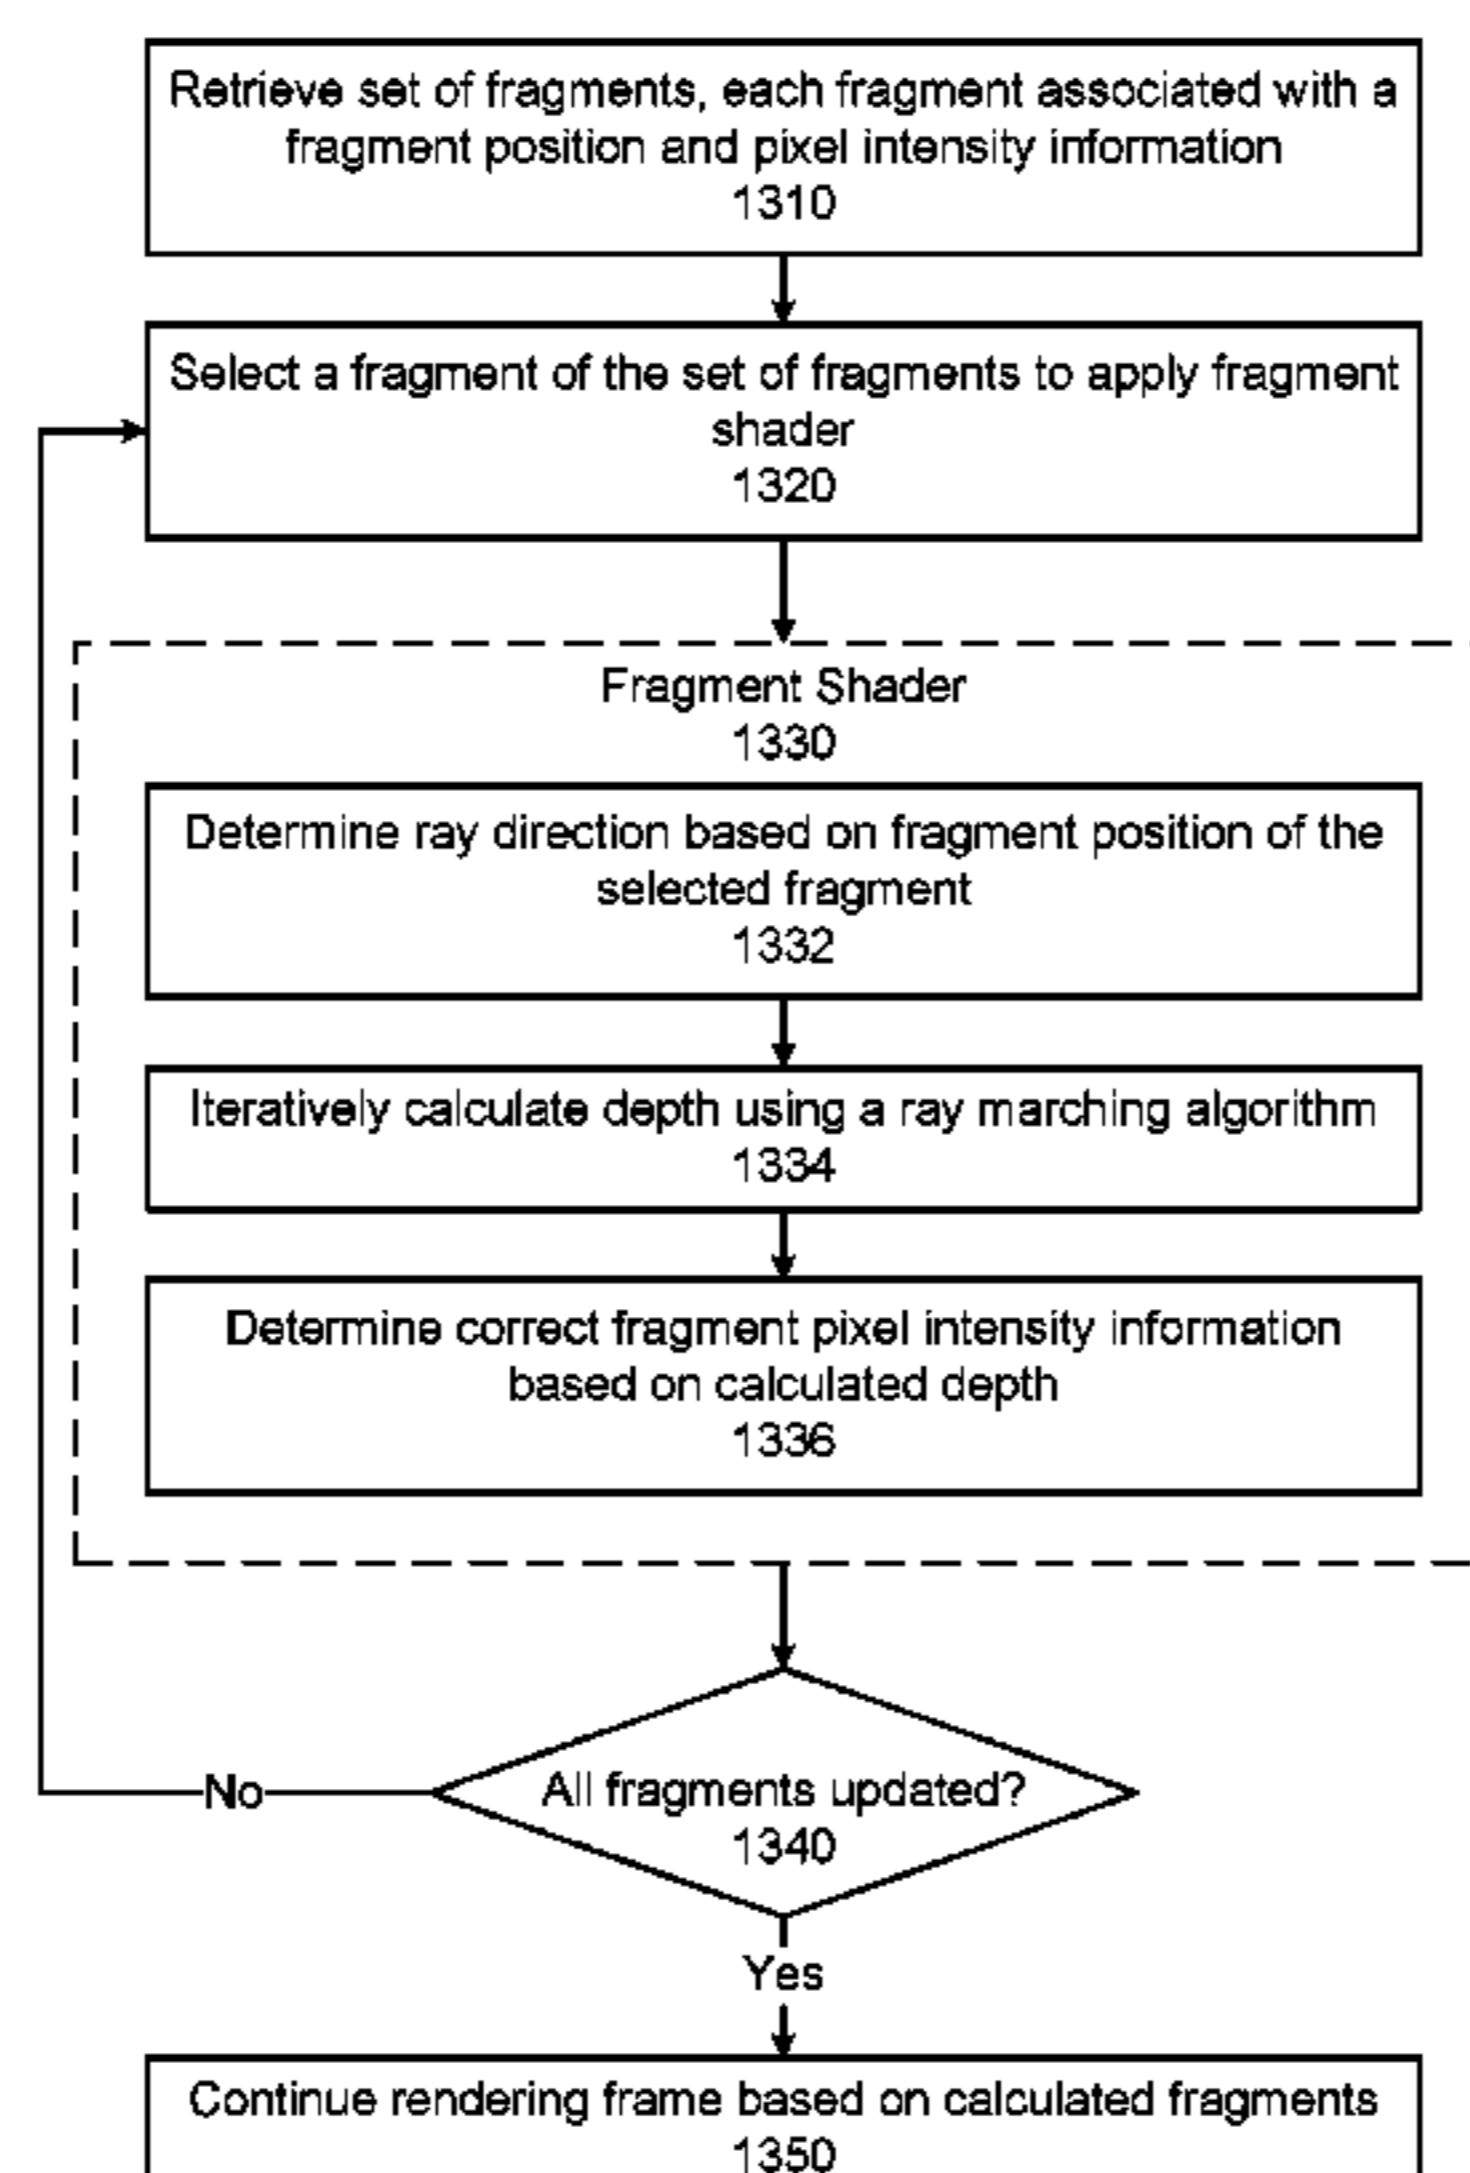 Retrieve set of fragments, each fragment associated with a
fragment position and pixel intensity information
1310
Select a fragment of the set of fragments to apply fragment
shader
1320
Fragment Shader
1330
Determine ray direction based on fragment position of the
selected fragment
1332
Iteratively calculate depth using a ray marching algorithm
1334
Determine correct fragment pixel intensity information
based on calculated depth
1336
All fragments updated?
1340
No
Yes
Continue rendering frame based on calculated fragments
1350